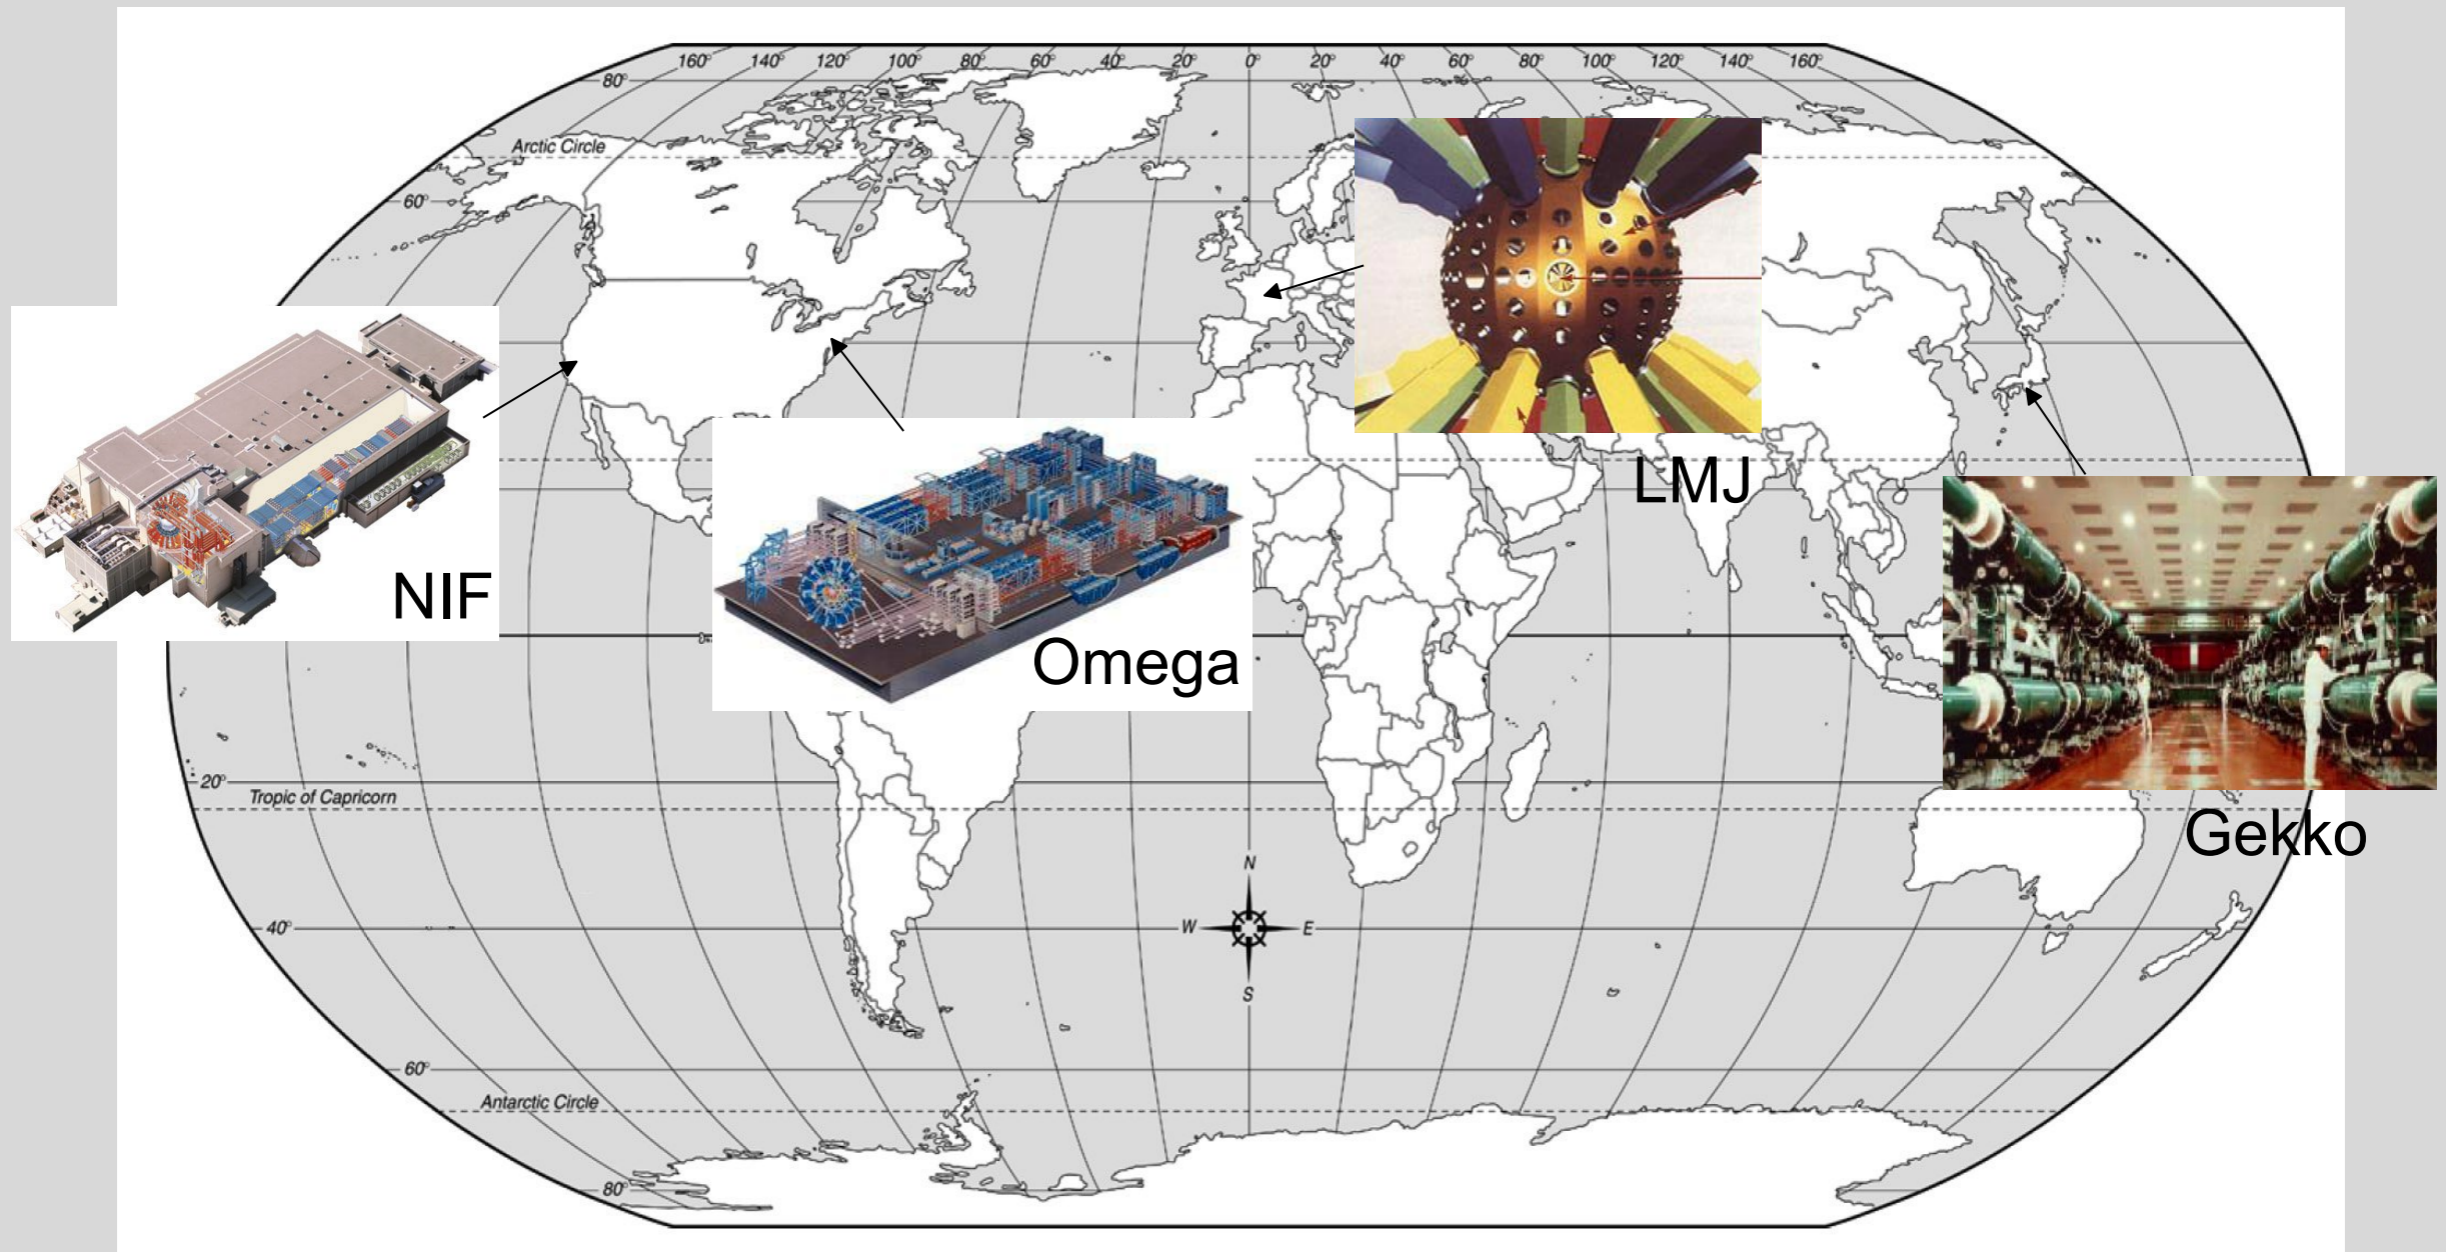 160° 140° 120° 100° 80° 60° 40° 20° 0° 20° 40° 60° 80° 100° 120° 140° 160°
80°
Arctic Circle
60°
LMJ
NIF
Omega
20°
Tropic of Capricorn
Gekko
N
W E
40°
S
60°
Antarctic Circle
80°